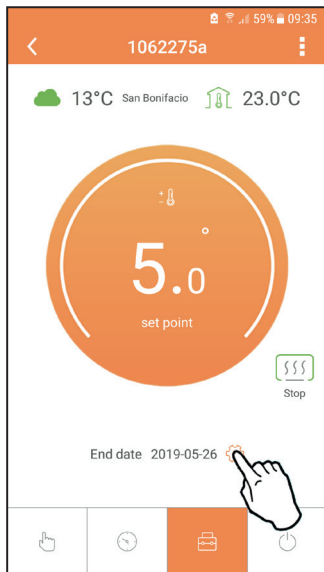 59% 09:35
1062275a
13°C San Bonifacio 23.0°C
5.0°
set point
Stop
End date 2019-05-26